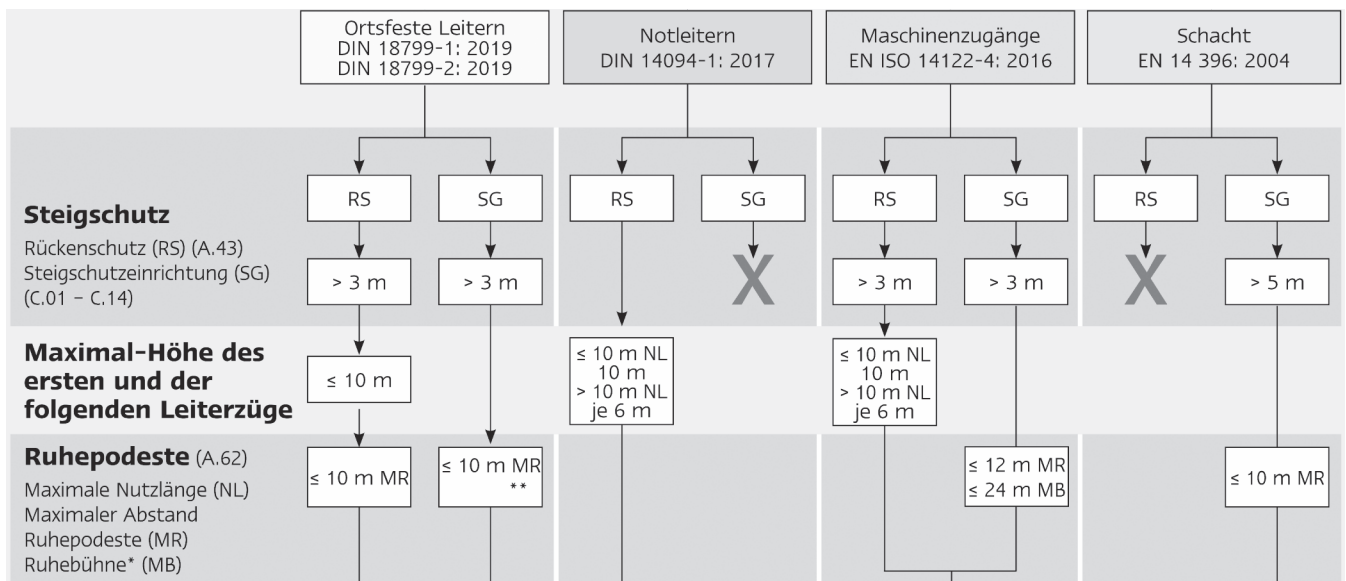 Ortsfeste Leitern
DIN 18799-1: 2019
DIN 18799-2: 2019
Notleitern
DIN 14094-1: 2017
Maschinenzugänge
EN ISO 14122-4: 2016
Schacht
EN 14 396: 2004
Steigschutz
Rückenschutz (RS) (A.43)
Steigschutzeinrichtung (SG)
(C.01 – C.14)
RS
SG
RS
SG
RS
SG
RS
SG
> 3 m
> 3 m
X
> 3 m
> 3 m
X
> 5 m
Maximal-Höhe des
ersten und der
folgenden Leiterzüge
≤ 10 m
≤ 10 m NL
10 m
> 10 m NL
je 6 m
≤ 10 m NL
10 m
> 10 m NL
je 6 m
Ruhepodeste (A.62)
Maximale Nutzlänge (NL)
Maximaler Abstand
Ruhepodeste (MR)
Ruhebühne* (MB)
≤ 10 m MR
≤ 10 m MR
**
≤ 12 m MR
≤ 24 m MB
≤ 10 m MR